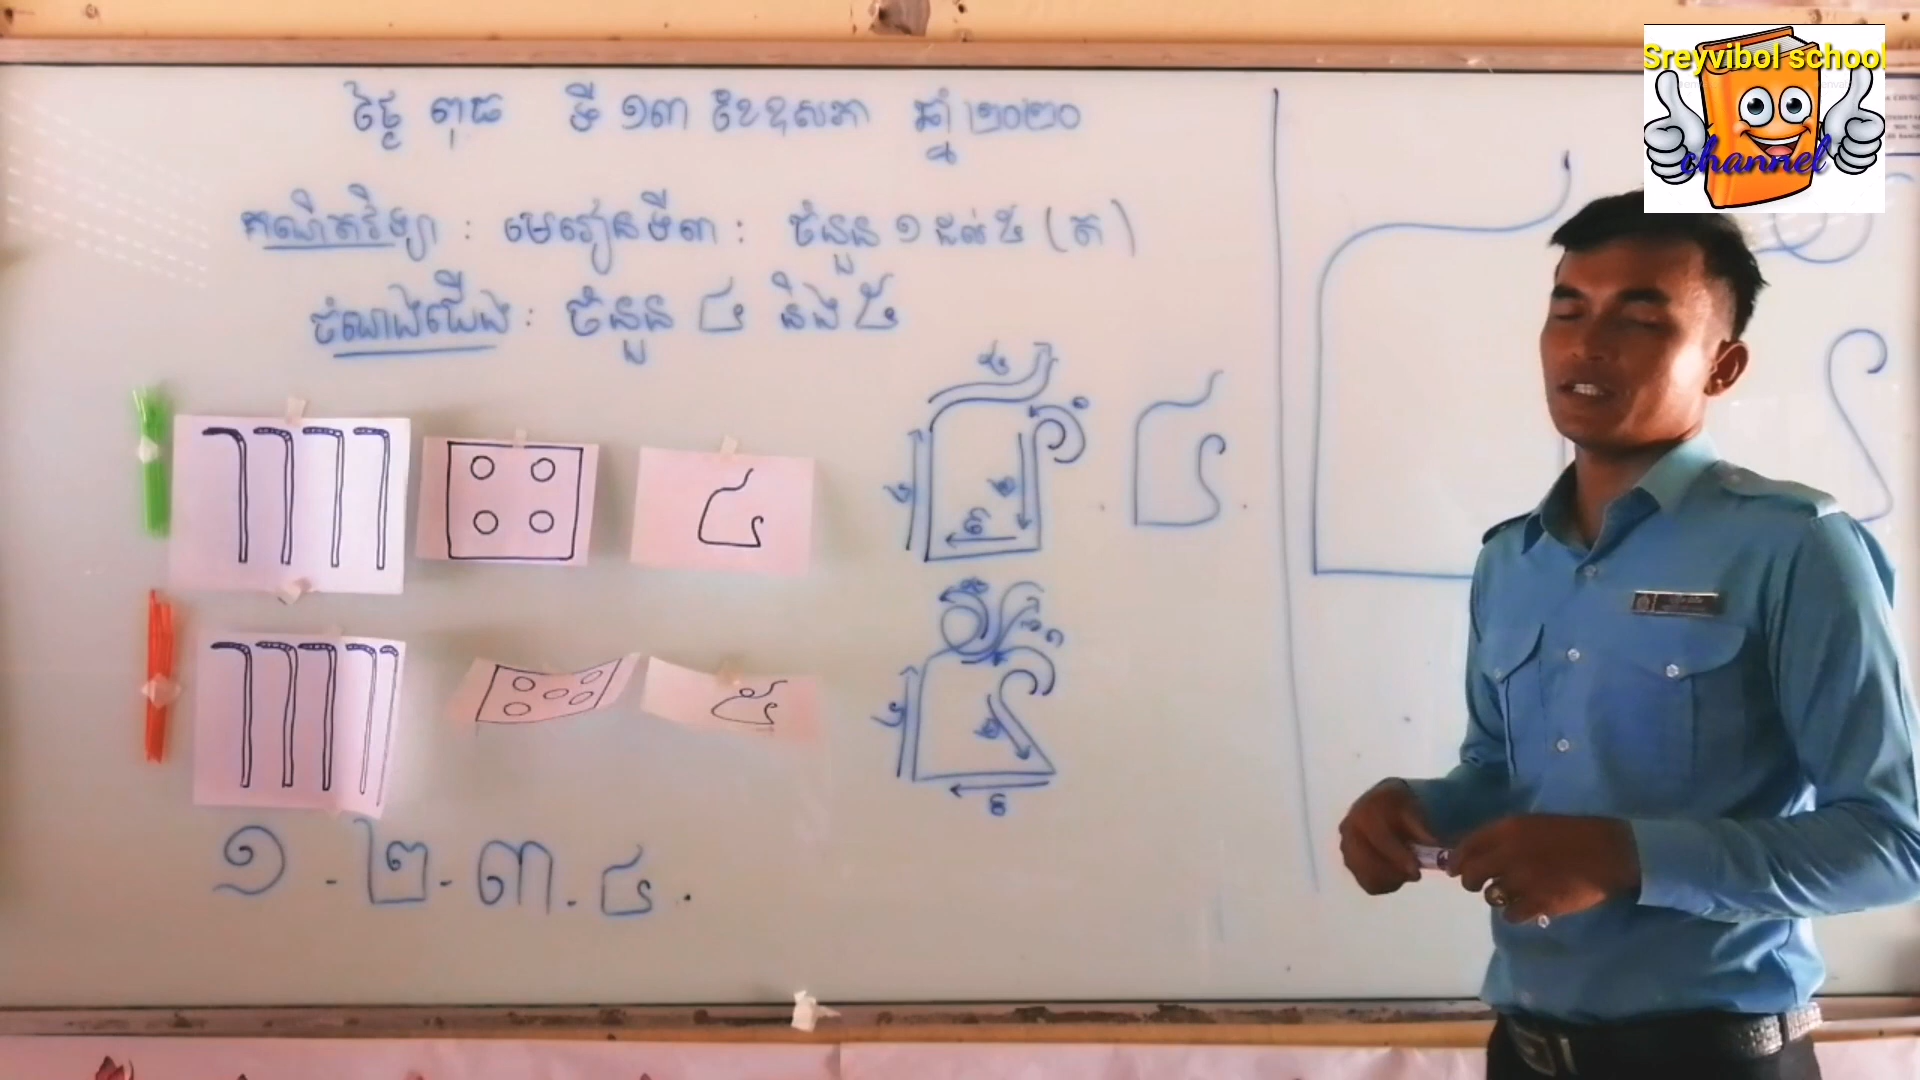 Sreyvibol school
channel
ថ្ងៃ ពុធ ទី ១៣ ខែឧសភា ឆ្នាំ ២០២០
គណិតវិទ្យា : មេរៀនទី៣ : ចំនួន ១ ដល់ ៥ (ត)
ចំណងជើង : ចំនួន ៤ និង ៥
៤
៥
៤
១ . ២ . ៣ . ៤ .